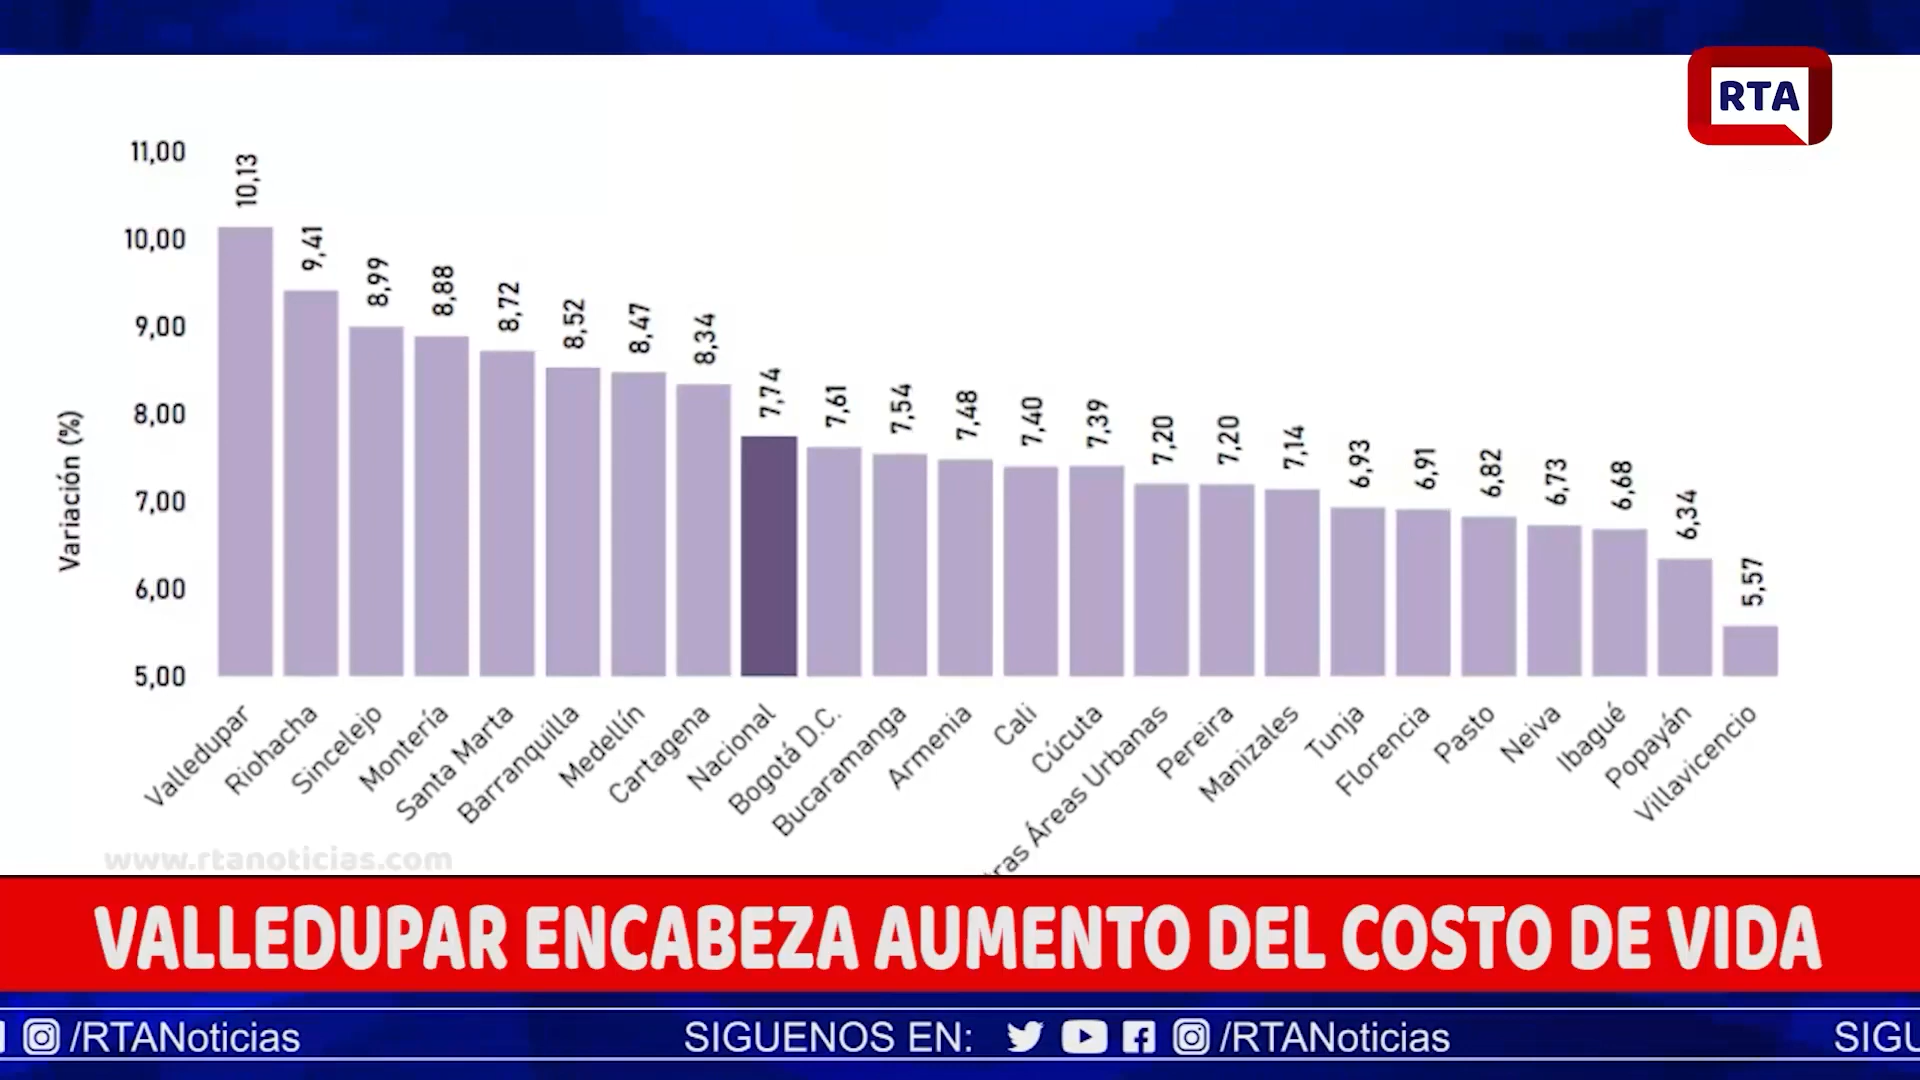 RTA
11,00
10,00
9,00
8,00
7,00
6,00
5,00
Variación (%)
10,13
9,41
8,99
8,88
8,72
8,52
8,47
8,34
7,74
7,61
7,54
7,48
7,40
7,39
7,20
7,20
7,14
6,93
6,91
6,82
6,73
6,68
6,34
5,57
Valledupar
Riohacha
Sincelejo
Montería
Santa Marta
Barranquilla
Medellín
Cartagena
Nacional
Bogotá D.C.
Bucaramanga
Armenia
Cali
Cúcuta
tras Áreas Urbanas
Pereira
Manizales
Tunja
Florencia
Pasto
Neiva
Ibagué
Popayán
Villavicencio
www.rtanoticias.com
VALLEDUPAR ENCABEZA AUMENTO DEL COSTO DE VIDA
/RTANoticias SIGUENOS EN: /RTANoticias SIGU